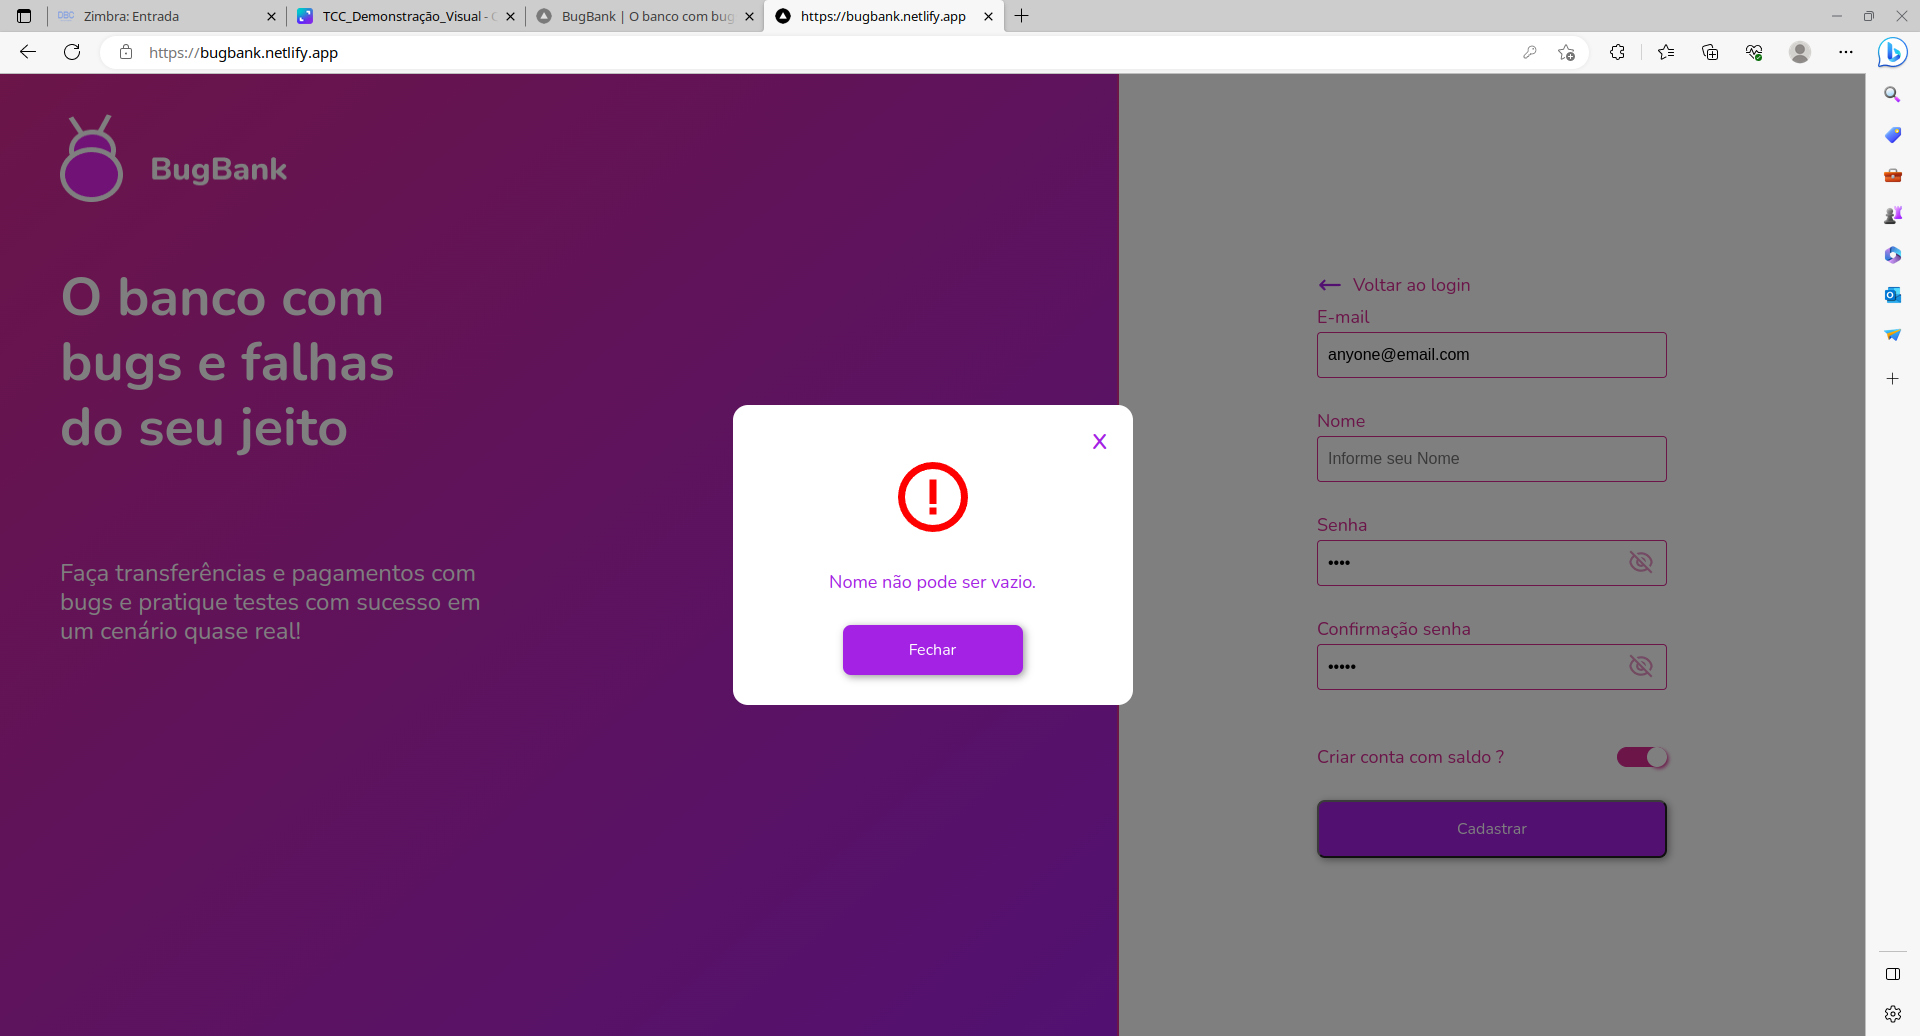 Zimbra: Entrada
TCC_Demonstração_Visual - C
BugBank | O banco com bug
https://bugbank.netlify.app
https://bugbank.netlify.app
BugBank
O banco com
bugs e falhas
do seu jeito
Faça transferências e pagamentos com
bugs e pratique testes com sucesso em
um cenário quase real!
X
Nome não pode ser vazio.
Fechar
Voltar ao login
E-mail
anyone@email.com
Nome
Informe seu Nome
Senha
••••
Confirmação senha
•••••
Criar conta com saldo ?
Cadastrar